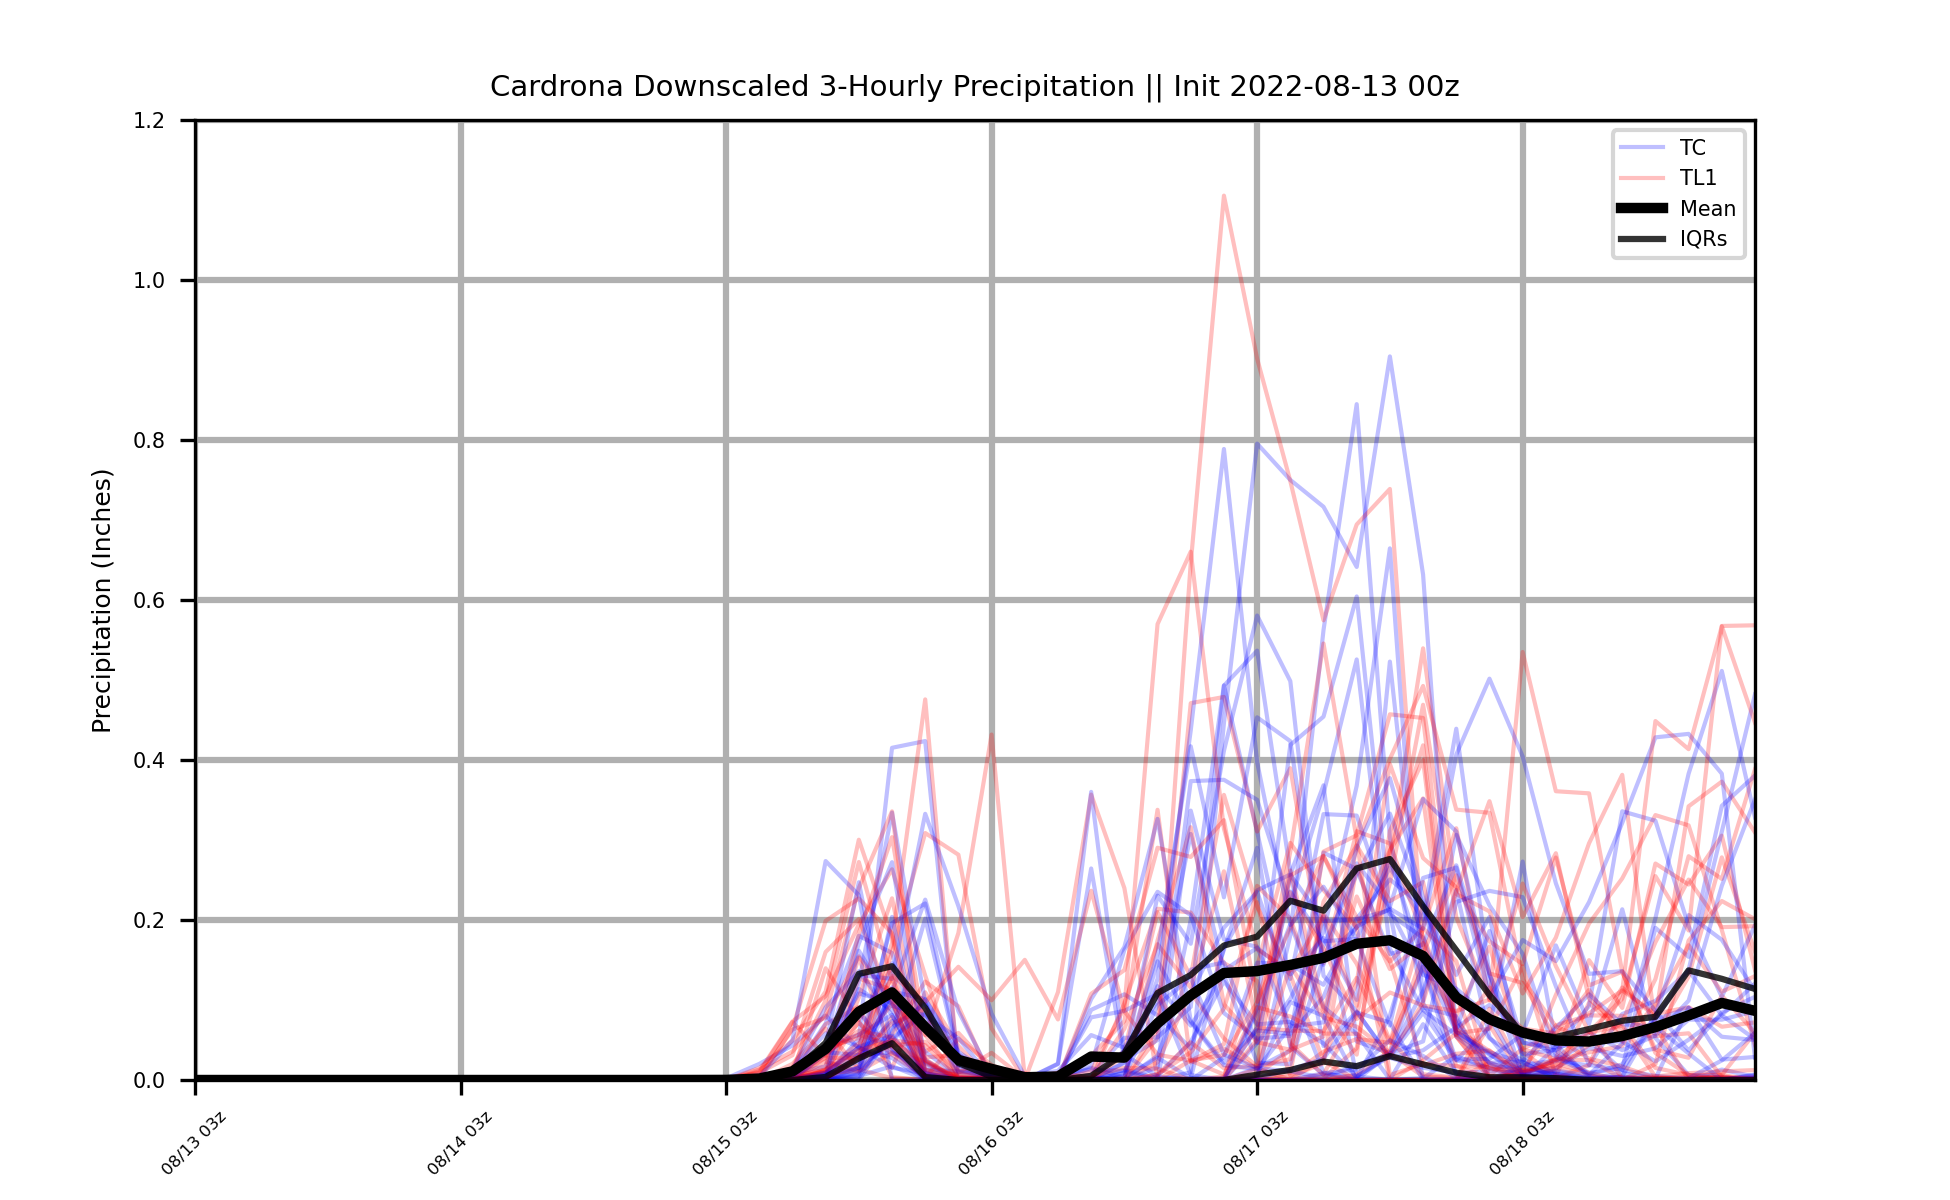 Cardrona Downscaled 3-Hourly Precipitation || Init 2022-08-13 00z
TC
TL1
Mean
IQRs
Precipitation (Inches)
1.2
1.0
0.8
0.6
0.4
0.2
0.0
08/13 03z
08/14 03z
08/15 03z
08/16 03z
08/17 03z
08/18 03z